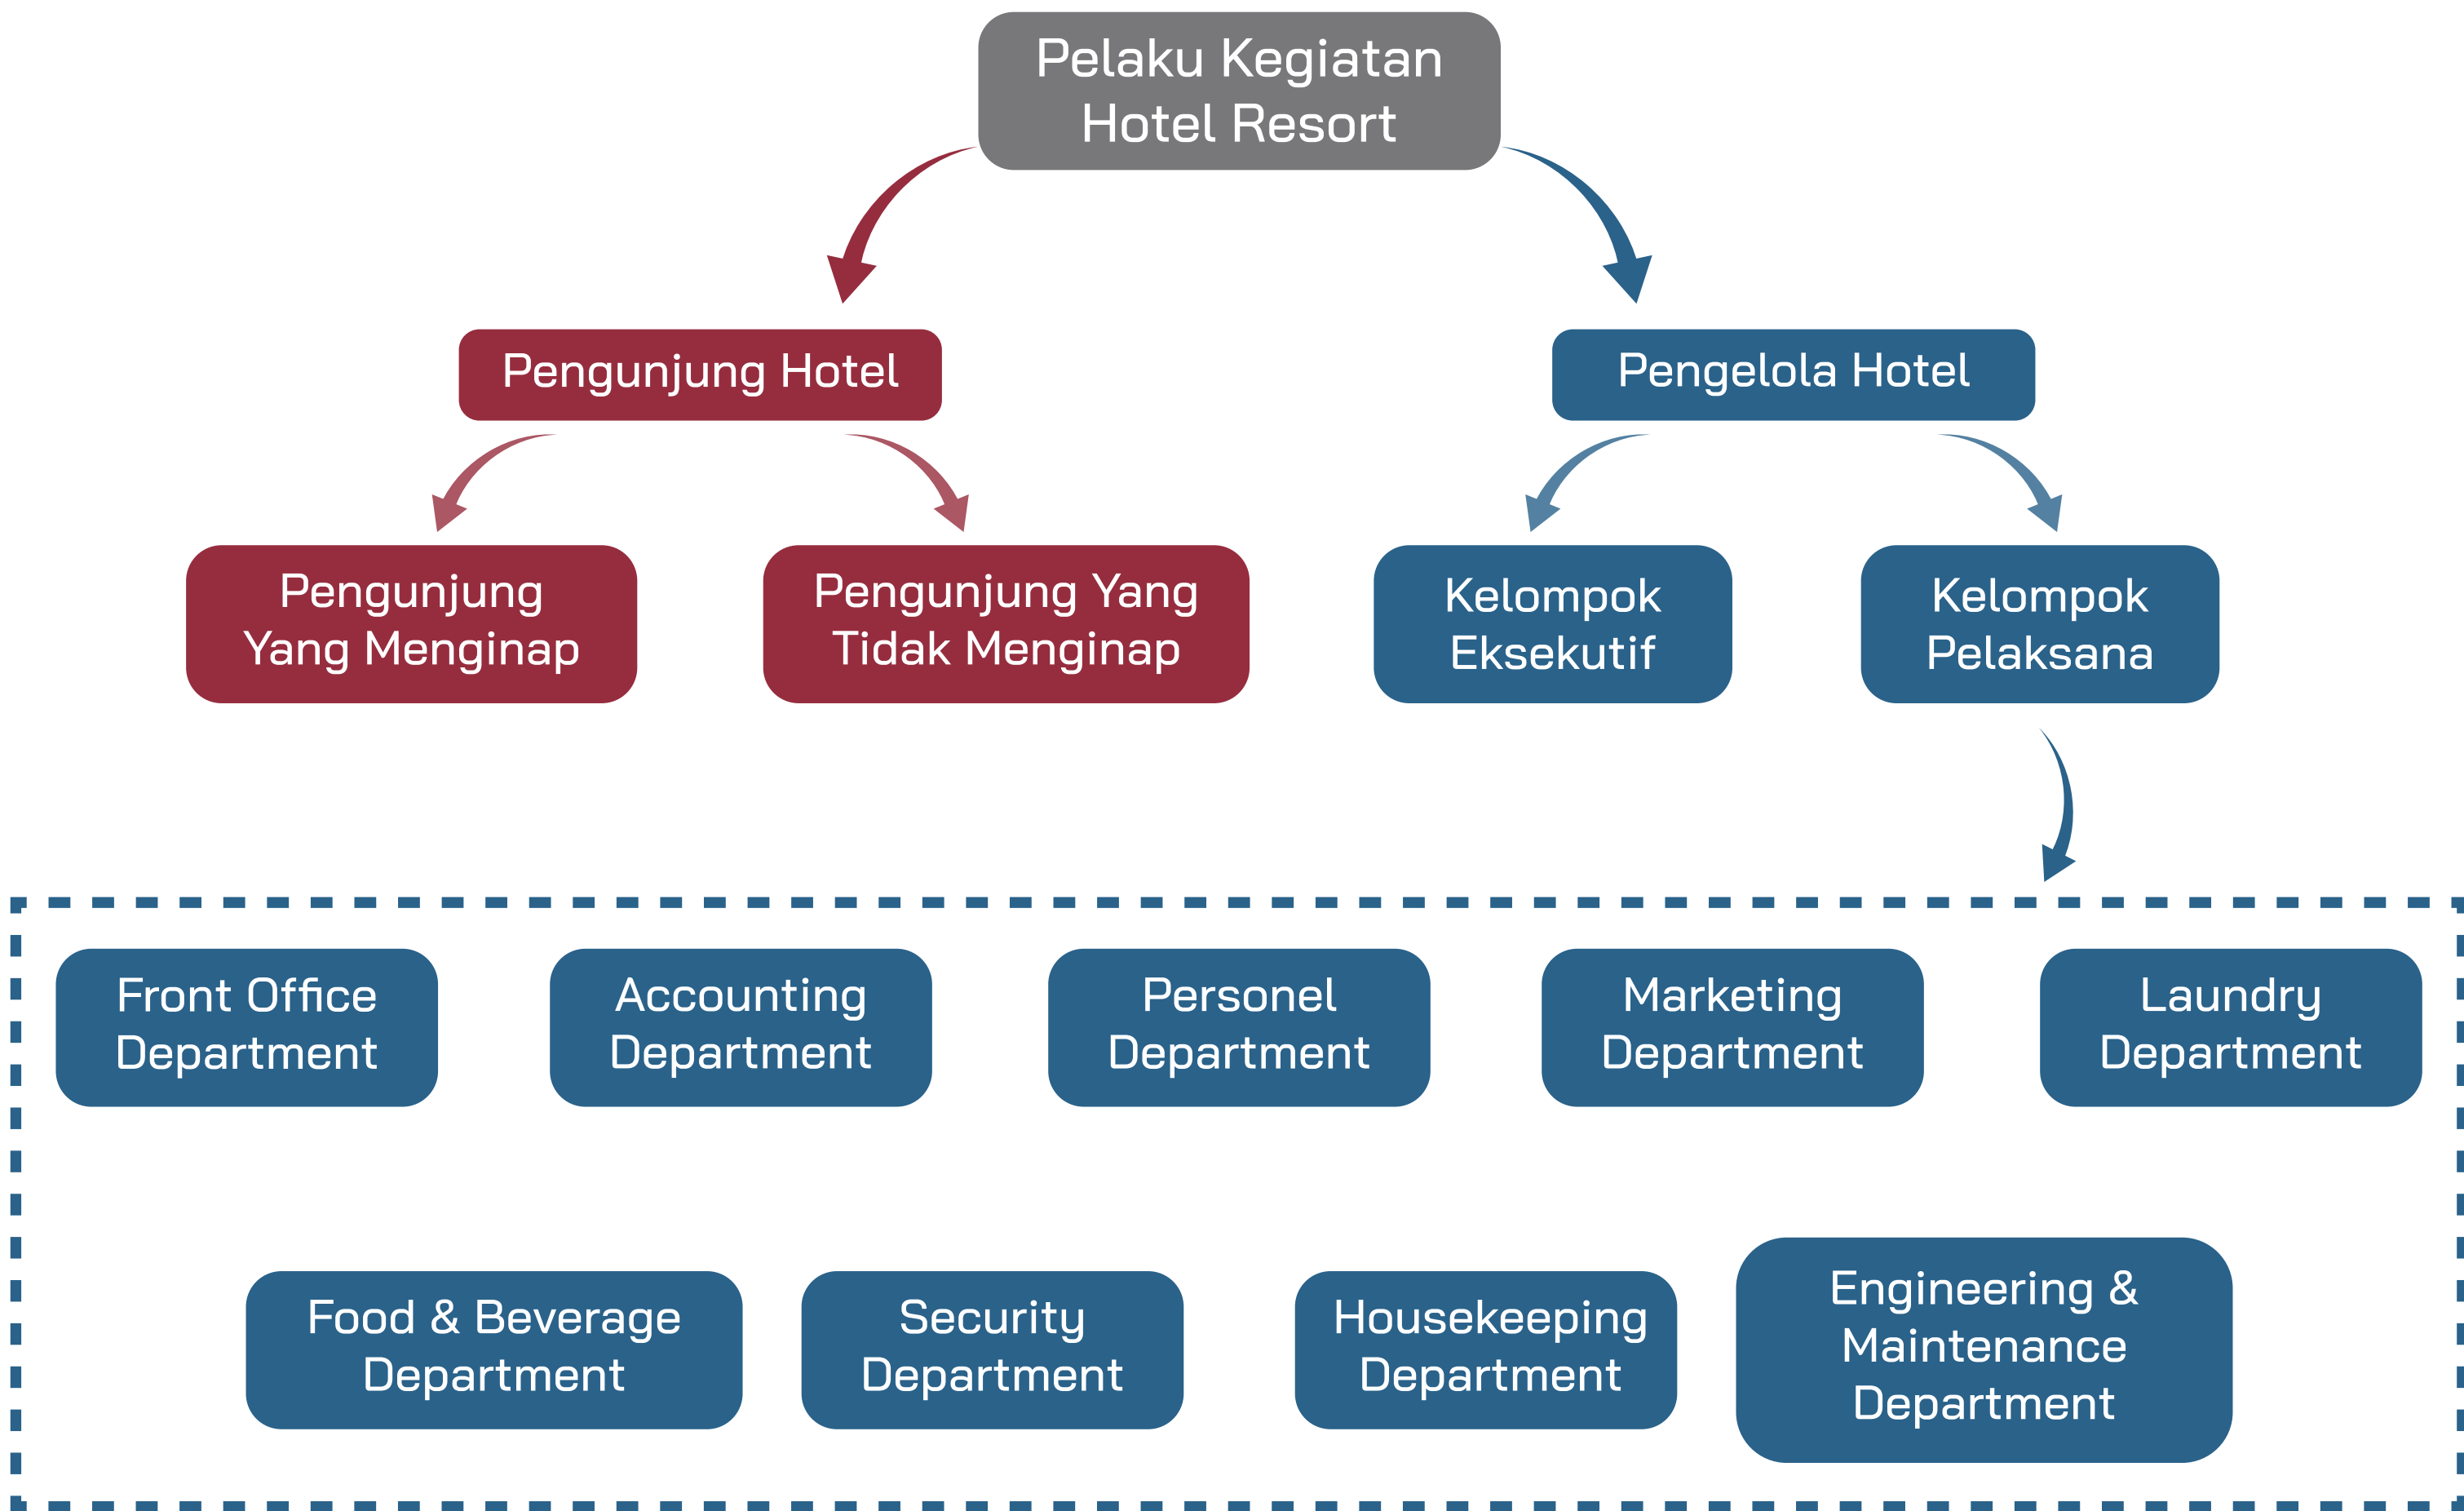 Pelaku Kegiatan
Hotel Resort
Pengunjung Hotel
Pengelola Hotel
Pengunjung
Yang Menginap
Pengunjung Yang
Tidak Menginap
Kelompok
Eksekutif
Kelompok
Pelaksana
Front Office
Department
Accounting
Department
Personel
Department
Marketing
Department
Laundry
Department
Food & Beverage
Department
Security
Department
Housekeeping
Department
Engineering &
Maintenance
Department